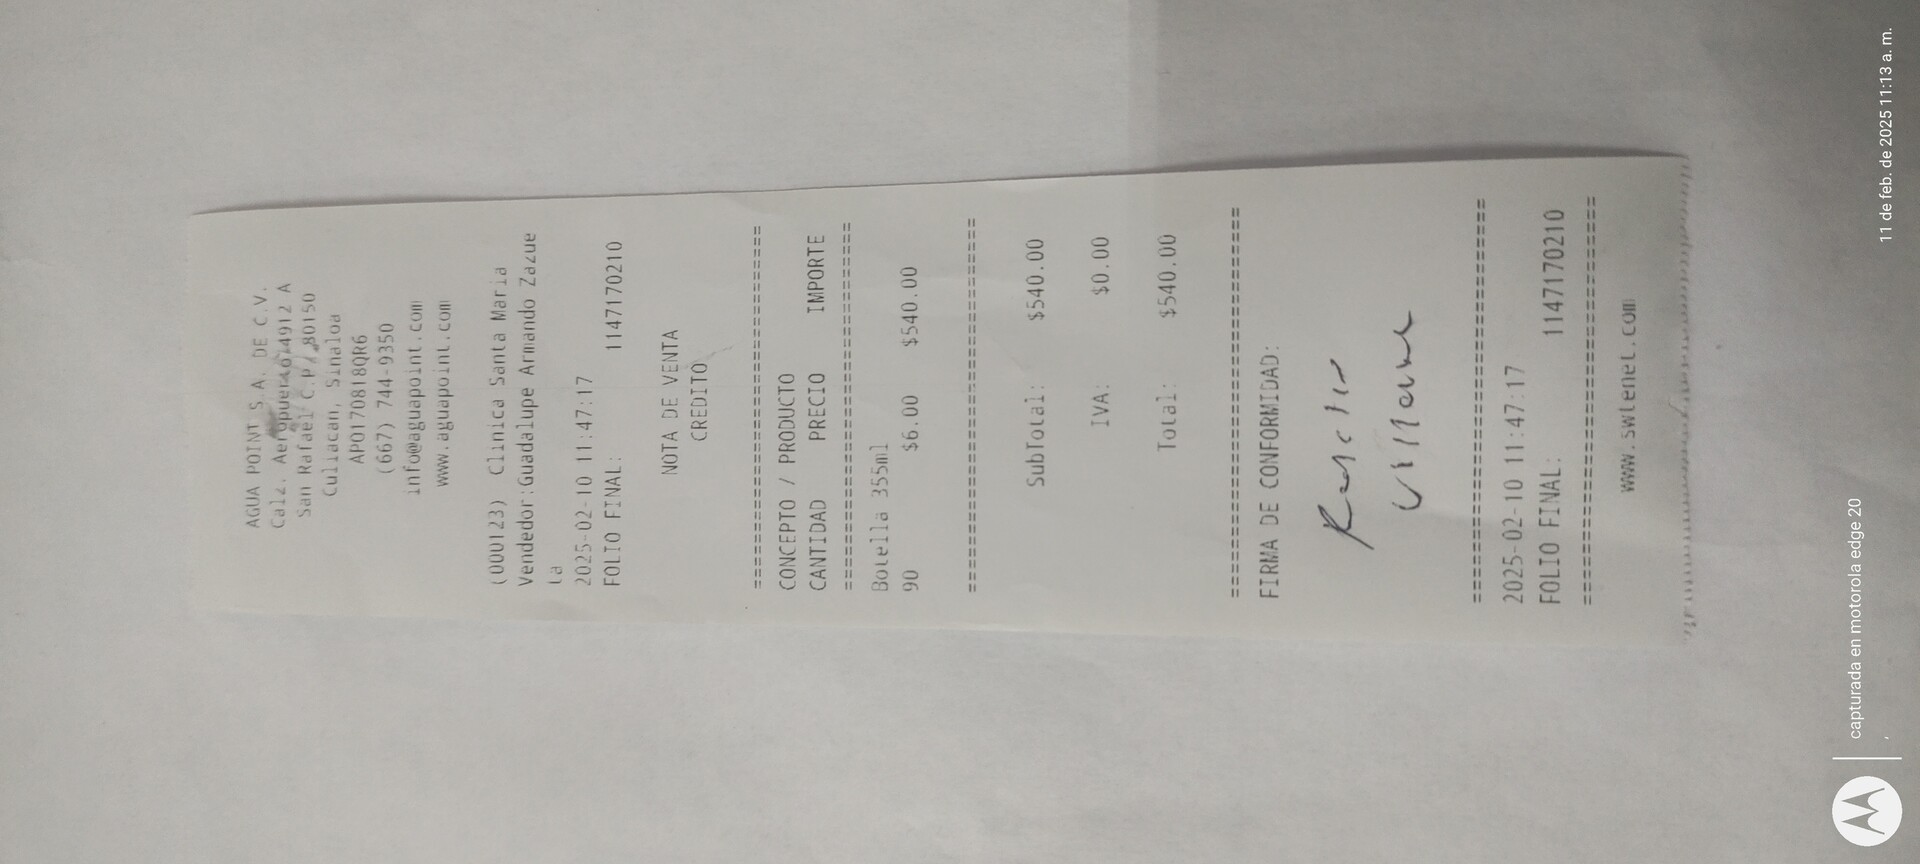 AGUA POINT S.A. DE C.V.
Calz. Aeropuerto 4912 A
San Rafael C.P. 80150
Culiacan, Sinaloa
APO170818QR6
(667) 744-9350
info@aguapoint.com
www.aguapoint.com
(000123) Clinica Santa Maria
Vendedor:Guadalupe Armando Zazue
ta
2025-02-10 11:47:17
FOLIO FINAL: 1147170210
NOTA DE VENTA
CREDITO
================================
CONCEPTO / PRODUCTO
CANTIDAD PRECIO IMPORTE
================================
Botella 355ml
90 $6.00 $540.00
================================
SubTotal: $540.00
IVA: $0.00
Total: $540.00
================================
FIRMA DE CONFORMIDAD:
================================
2025-02-10 11:47:17
FOLIO FINAL: 1147170210
================================
www.swtenet.com
capturada en motorola edge 20
11 de feb. de 2025 11:13 a. m.